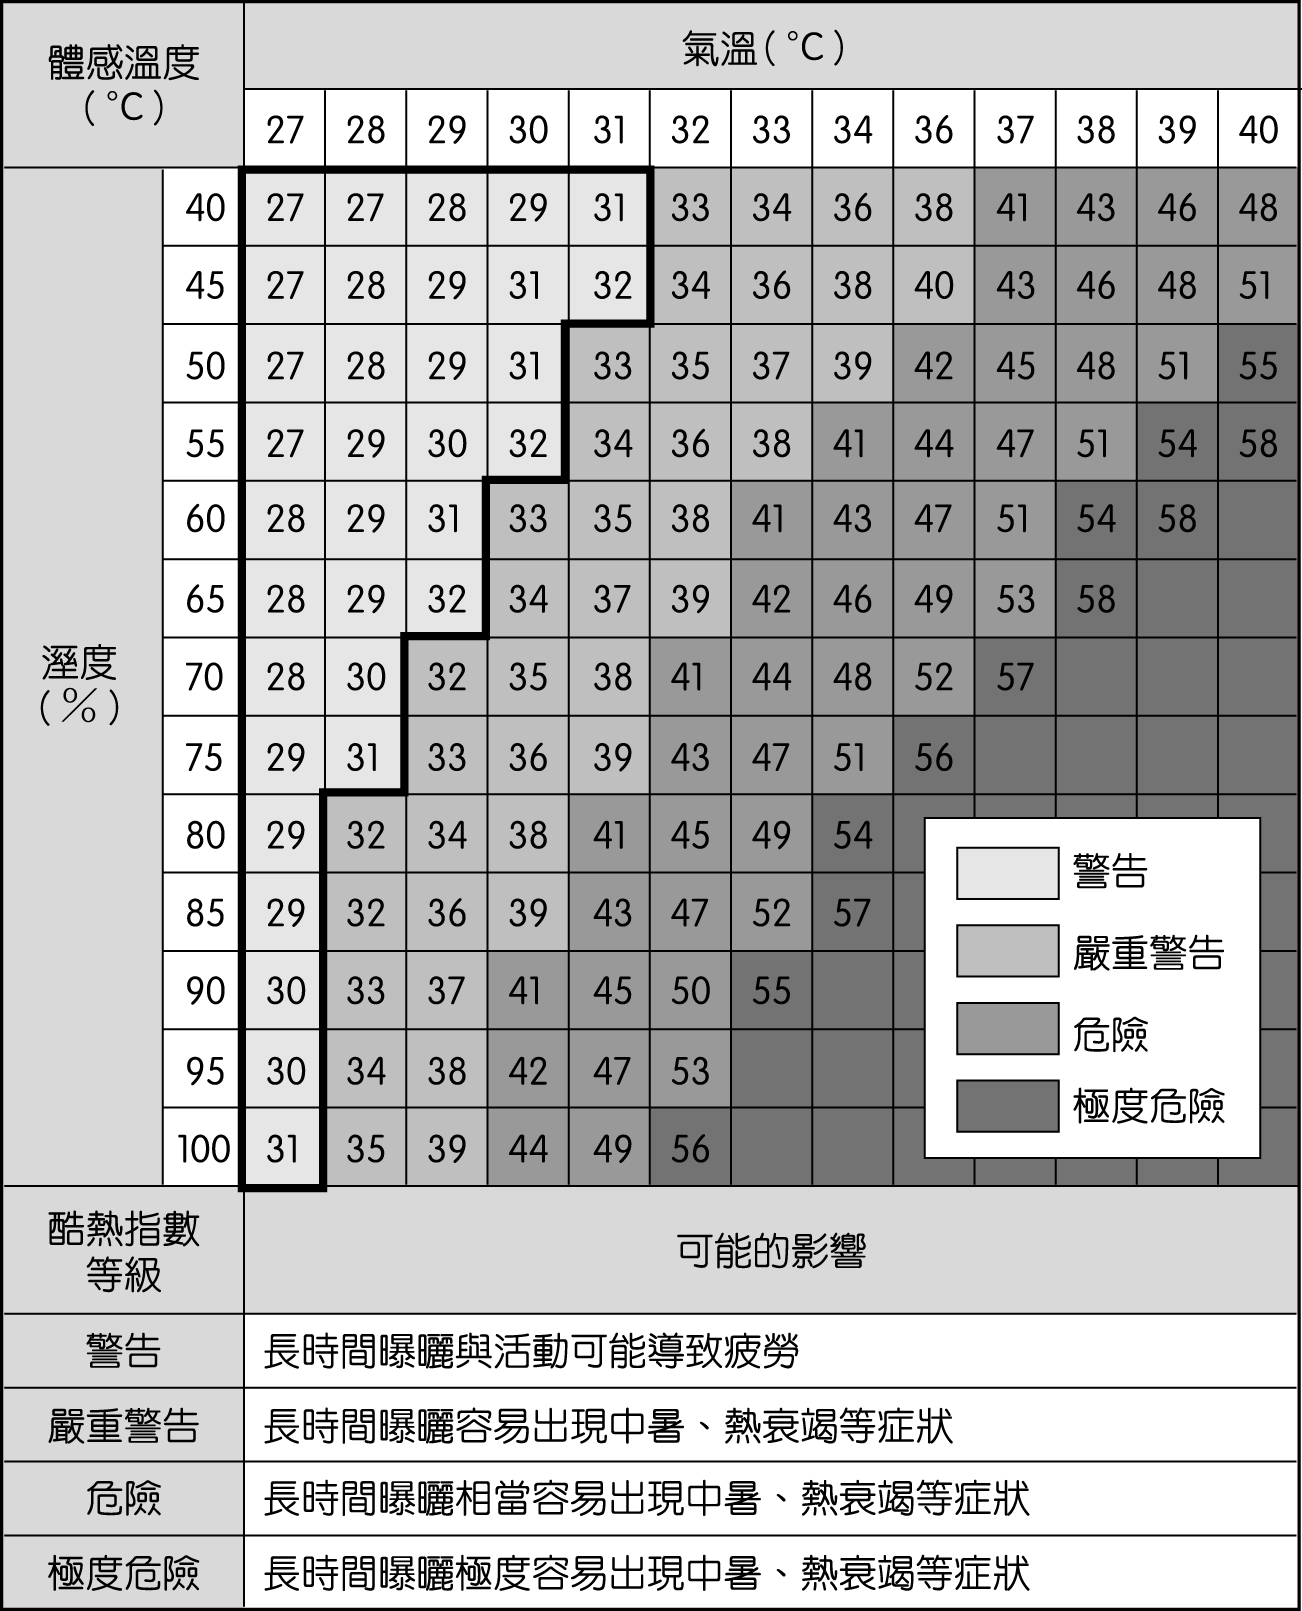 體感溫度
(℃)
氣溫(℃)
27 28 29 30 31 32 33 34 36 37 38 39 40
溼度
(%)
40 27 27 28 29 31 33 34 36 38 41 43 46 48
45 27 28 29 31 32 34 36 38 40 43 46 48 51
50 27 28 29 31 33 35 37 39 42 45 48 51 55
55 27 29 30 32 34 36 38 41 44 47 51 54 58
60 28 29 31 33 35 38 41 43 47 51 54 58
65 28 29 32 34 37 39 42 46 49 53 58
70 28 30 32 35 38 41 44 48 52 57
75 29 31 33 36 39 43 47 51 56
80 29 32 34 38 41 45 49 54
85 29 32 36 39 43 47 52 57
90 30 33 37 41 45 50 55
95 30 34 38 42 47 53
100 31 35 39 44 49 56
警告
嚴重警告
危險
極度危險
酷熱指數
等級
可能的影響
警告 長時間曝曬與活動可能導致疲勞
嚴重警告 長時間曝曬容易出現中暑、熱衰竭等症狀
危險 長時間曝曬相當容易出現中暑、熱衰竭等症狀
極度危險 長時間曝曬極度容易出現中暑、熱衰竭等症狀